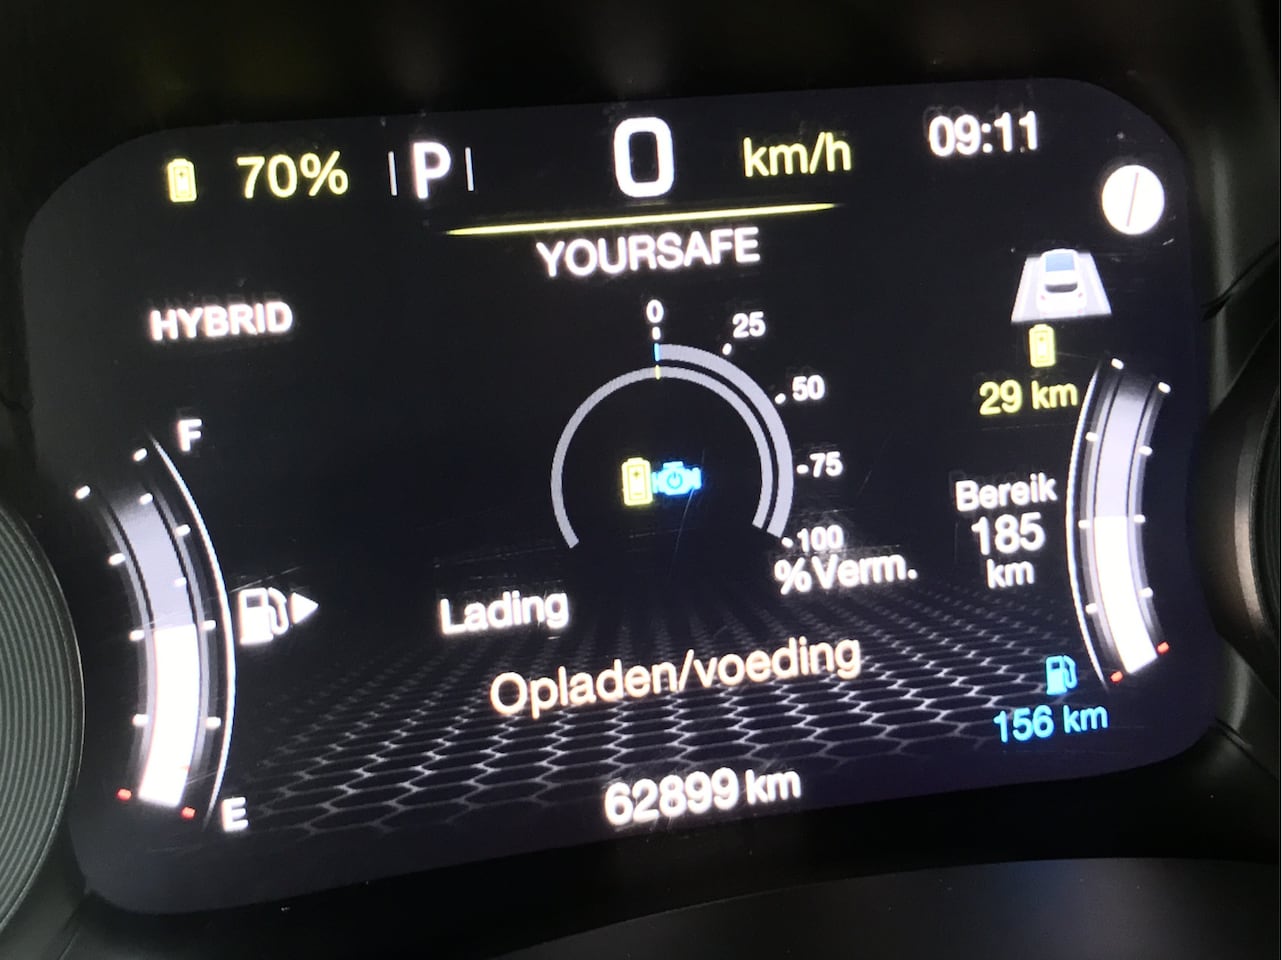 70% P 0 km/h 09:11
YOURSAFE
HYBRID
0
25
50
75
100
% Verm.
29 km
Bereik
185
km
F
E
Lading
Opladen/voeding
156 km
62899 km